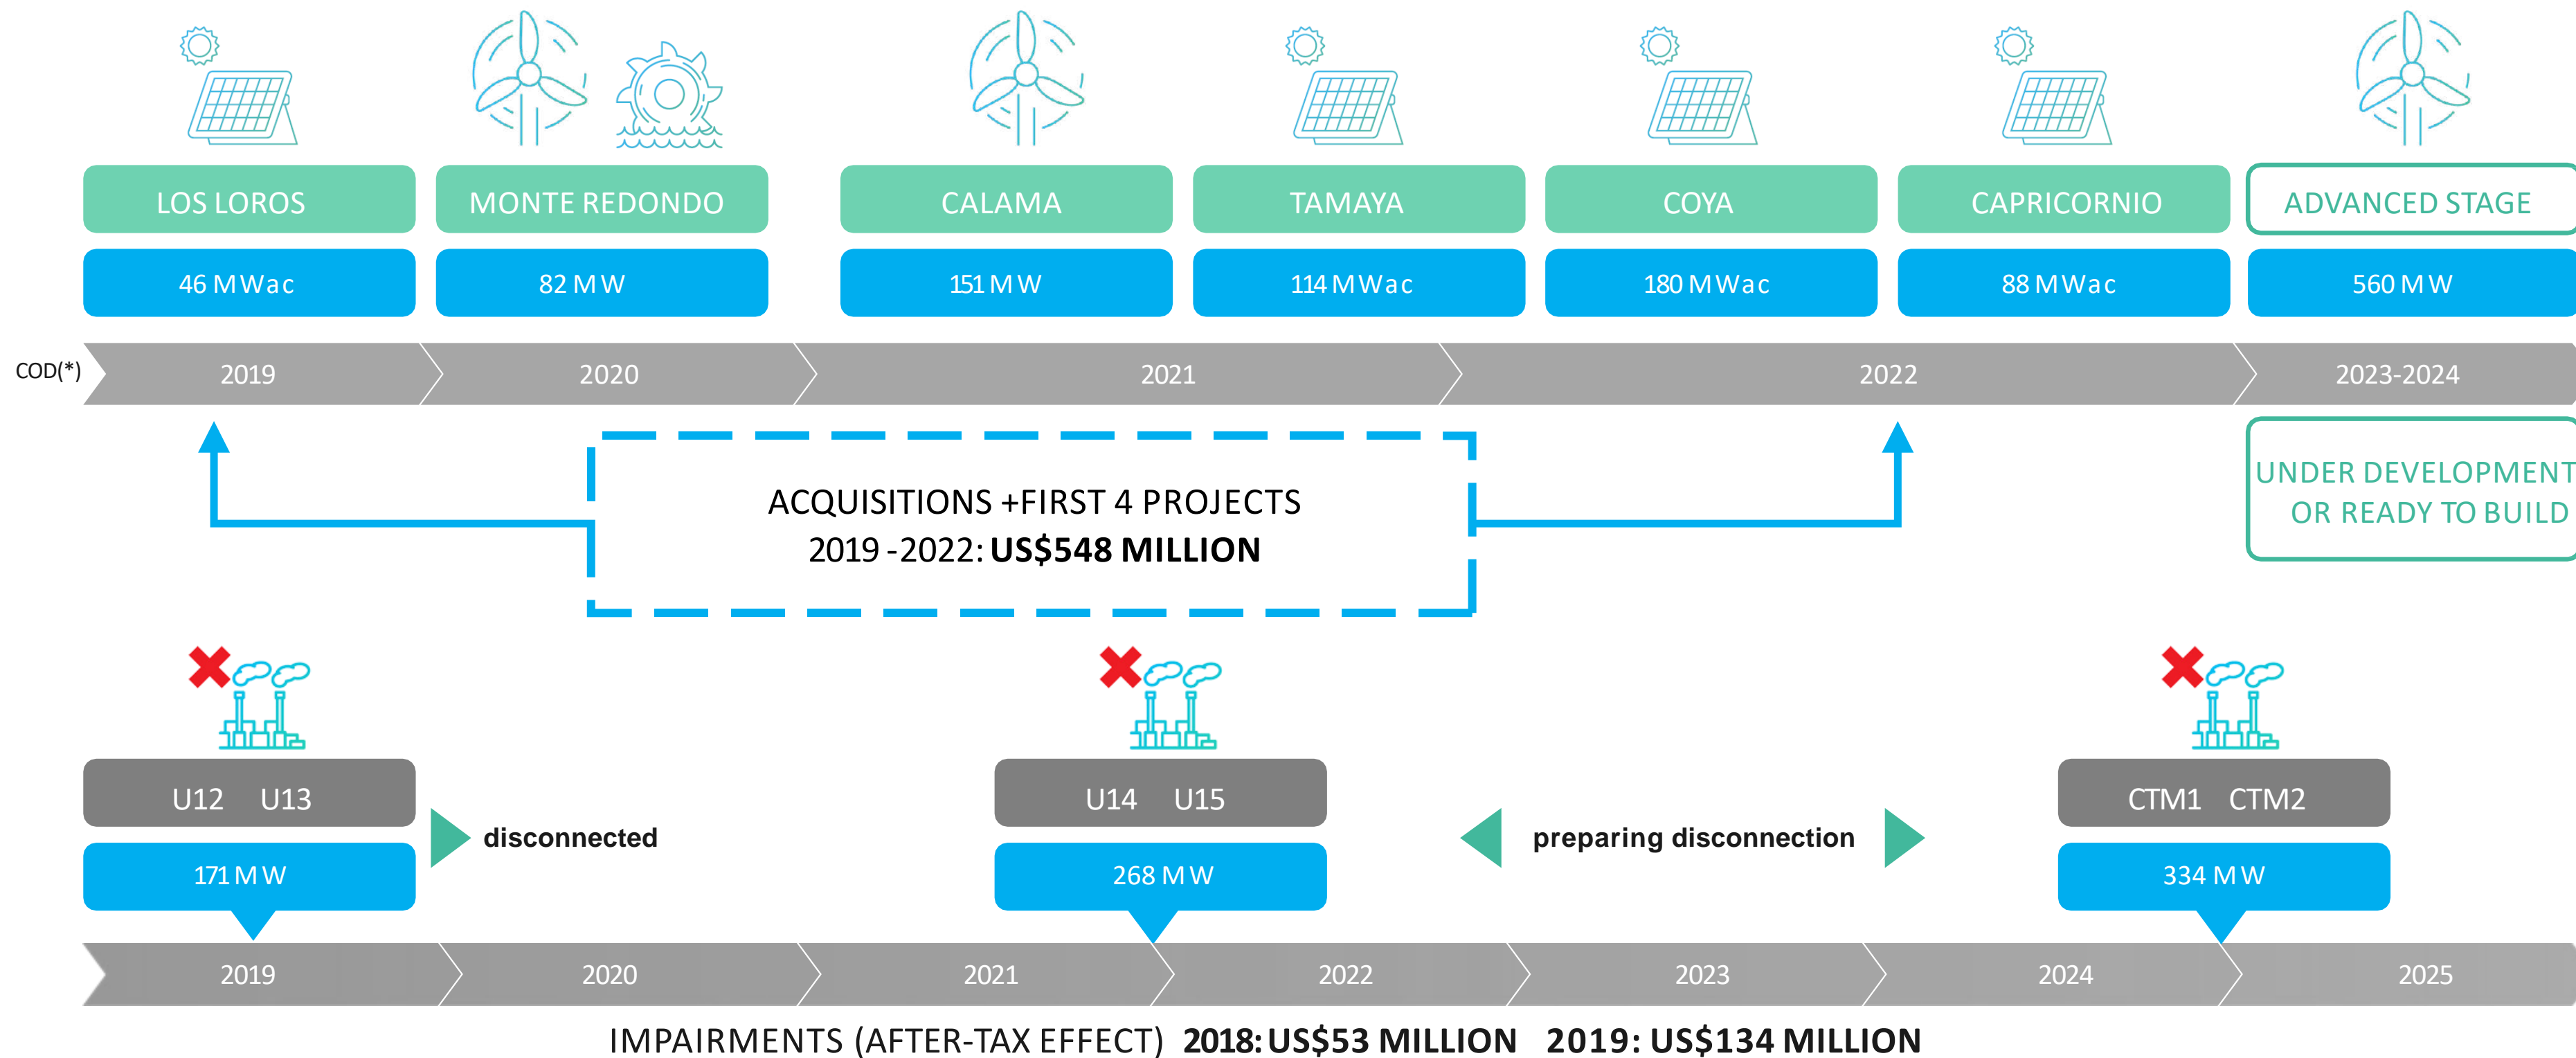 LOS LOROS
MONTE REDONDO
CALAMA
TAMAYA
COYA
CAPRICORNIO
ADVANCED STAGE
46 MWac
82 MW
151 MW
114 MWac
180 MWac
88 MWac
560 MW
COD(*)
2019
2020
2021
2022
2023-2024
ACQUISITIONS +FIRST 4 PROJECTS
2019 -2022: US$548 MILLION
UNDER DEVELOPMENT
OR READY TO BUILD
U12 U13
U14 U15
CTM1 CTM2
disconnected
preparing disconnection
171 MW
268 MW
334 MW
2019
2020
2021
2022
2023
2024
2025
IMPAIRMENTS (AFTER-TAX EFFECT) 2018: US$53 MILLION 2019: US$134 MILLION